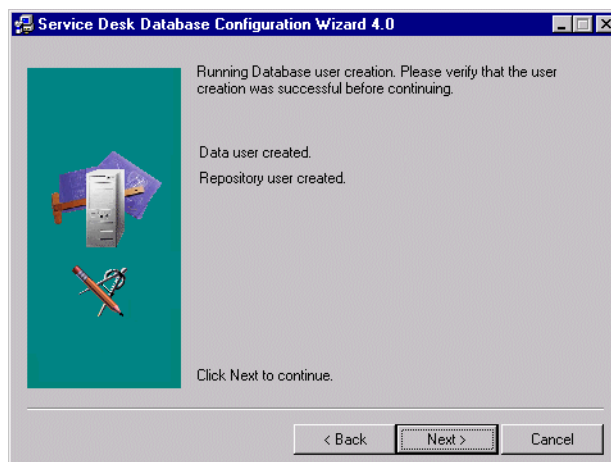 Service Desk Database Configuration Wizard 4.0
Running Database user creation. Please verify that the user
creation was successful before continuing.
Data user created.
Repository user created.
Click Next to continue.
< Back
Next >
Cancel